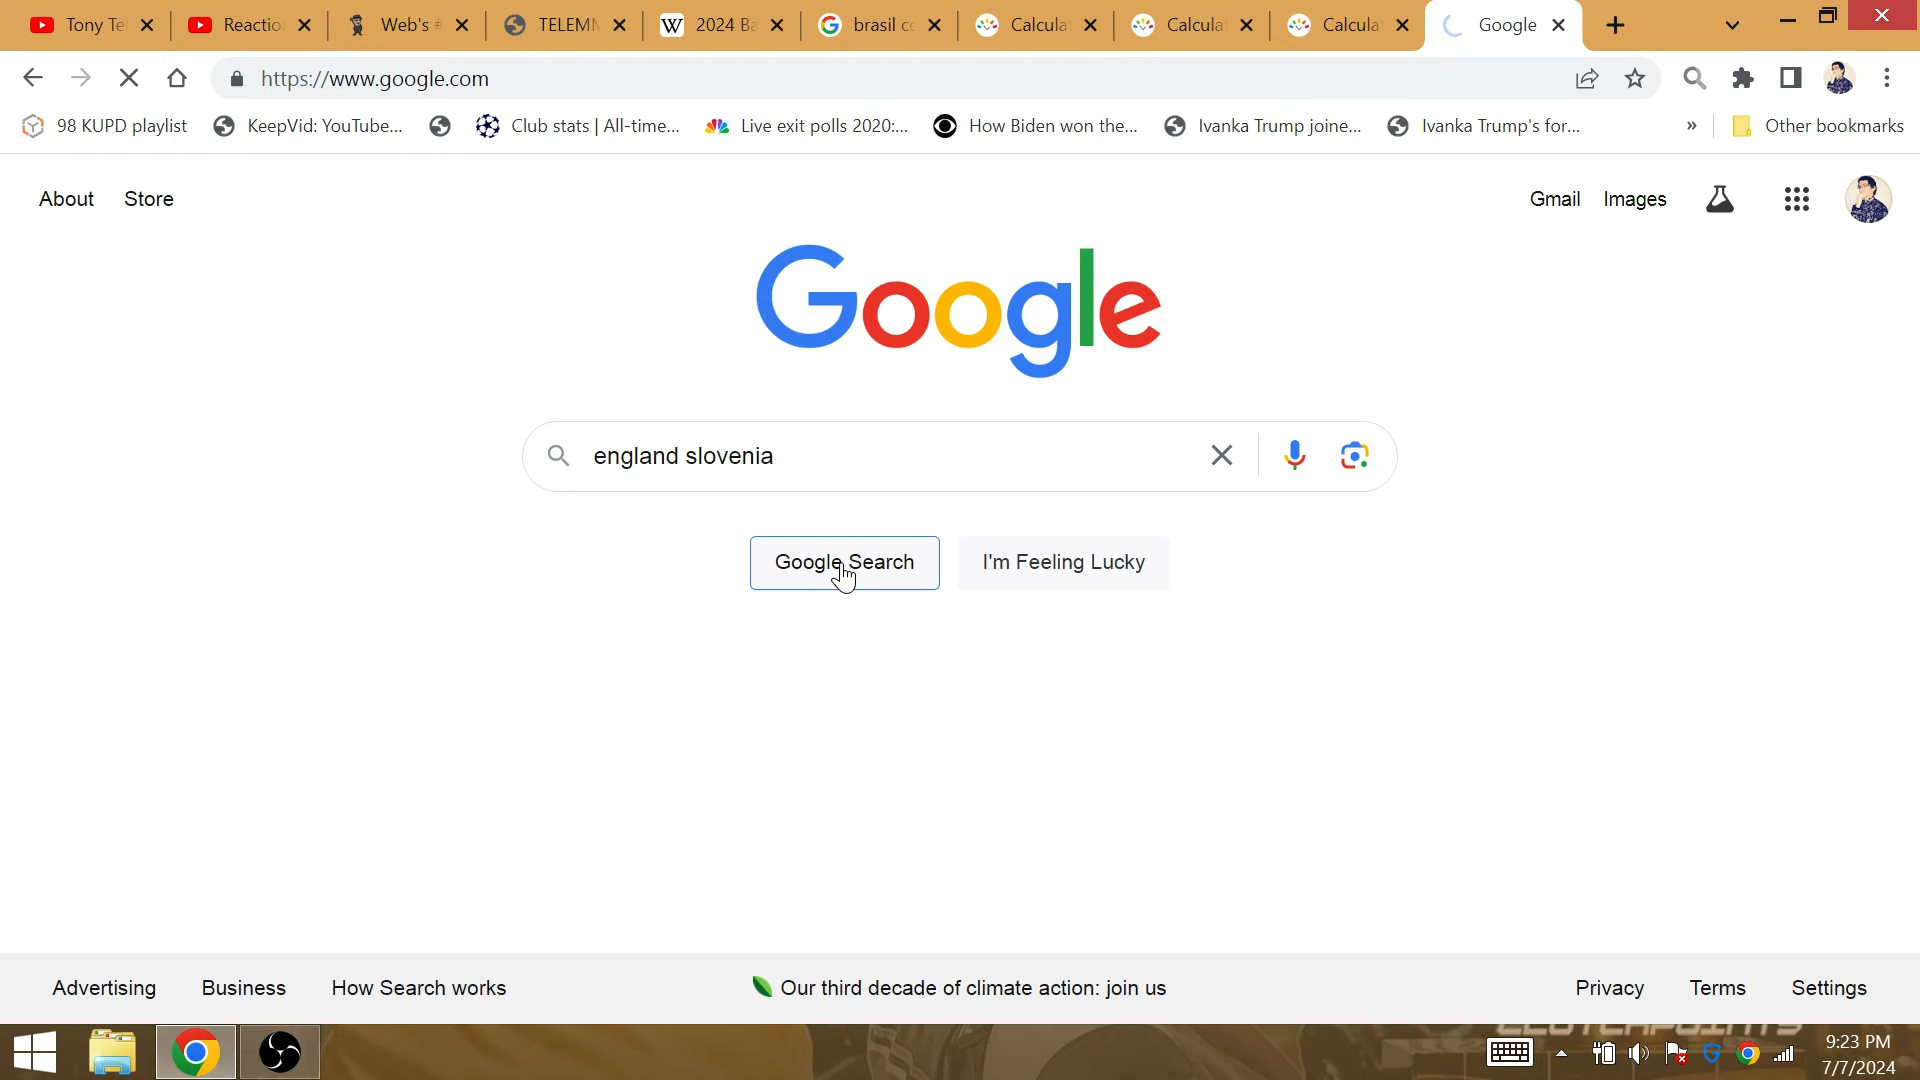 Tony Te
Reactio
Web's #
TELEMM
2024 Ba
brasil co
Calcula
Calcula
Calcula
Google
https://www.google.com
98 KUPD playlist
KeepVid: YouTube...
Club stats | All-time...
Live exit polls 2020:...
How Biden won the...
Ivanka Trump joine...
Ivanka Trump's for...
»
Other bookmarks
About
Store
Gmail
Images
Google
england slovenia
Google Search
I'm Feeling Lucky
Advertising
Business
How Search works
Our third decade of climate action: join us
Privacy
Terms
Settings
9:23 PM
7/7/2024